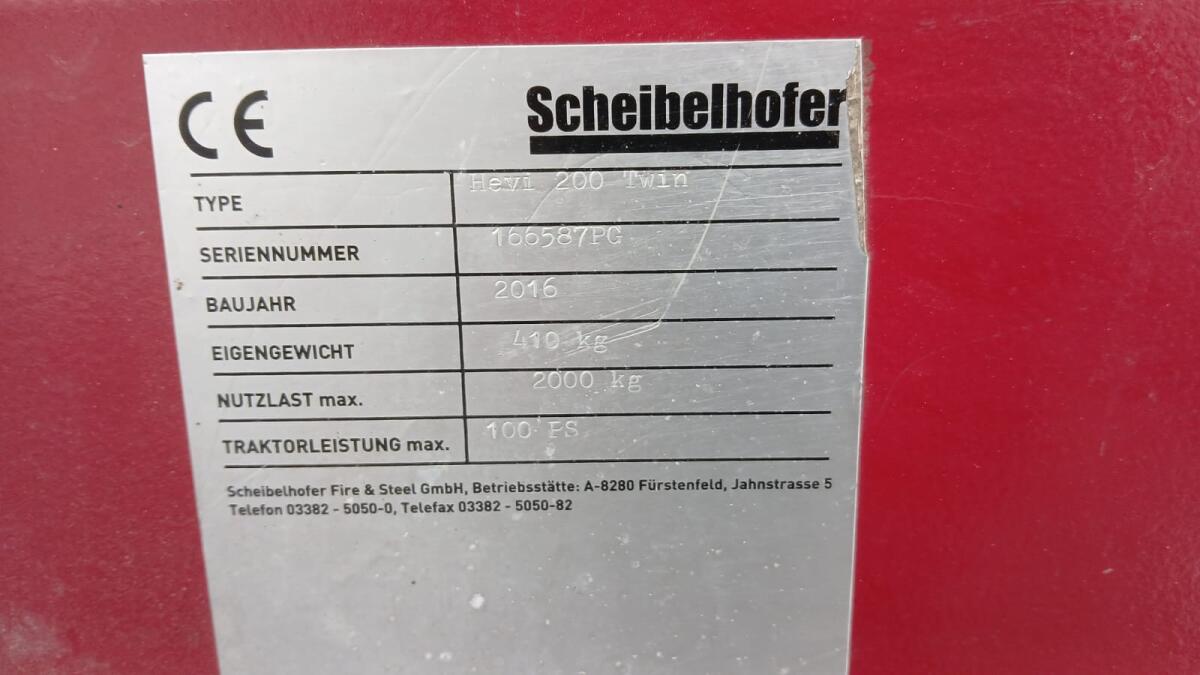 CE
Scheibelhofer
TYPE Hevi 200 Twin
SERIENNUMMER 166587PG
BAUJAHR 2016
EIGENGEWICHT 410 kg
NUTZLAST max. 2000 kg
TRAKTORLEISTUNG max. 100 PS
Scheibelhofer Fire & Steel GmbH, Betriebsstätte: A-8280 Fürstenfeld, Jahnstrasse 5
Telefon 03382 - 5050-0, Telefax 03382 - 5050-82